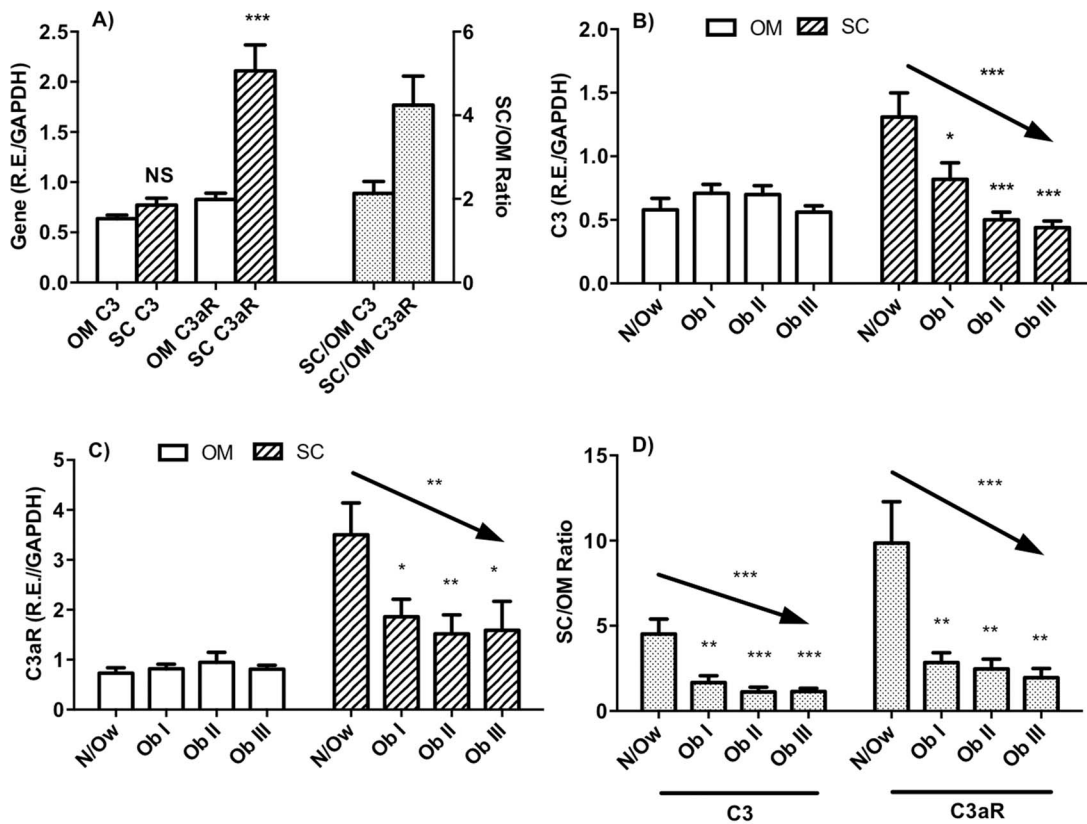 A)
***
NS
Gene (R.E./GAPDH)
2.5
2.0
1.5
1.0
0.5
0.0
6
4
2
0
SC/OM Ratio
OM C3
SC C3
OM C3aR
SC C3aR
SC/OM C3
SC/OM C3aR
B)
OM
SC
C3 (R.E./GAPDH)
2.0
1.5
1.0
0.5
0.0
***
*
***
***
N/Ow
Ob I
Ob II
Ob III
N/Ow
Ob I
Ob II
Ob III
C)
OM
SC
C3aR (R.E.//GAPDH)
5
4
3
2
1
0
**
*
**
*
N/Ow
Ob I
Ob II
Ob III
N/Ow
Ob I
Ob II
Ob III
D)
SC/OM Ratio
15
10
5
0
***
**
***
***
***
**
**
**
N/Ow
Ob I
Ob II
Ob III
N/Ow
Ob I
Ob II
Ob III
C3
C3aR